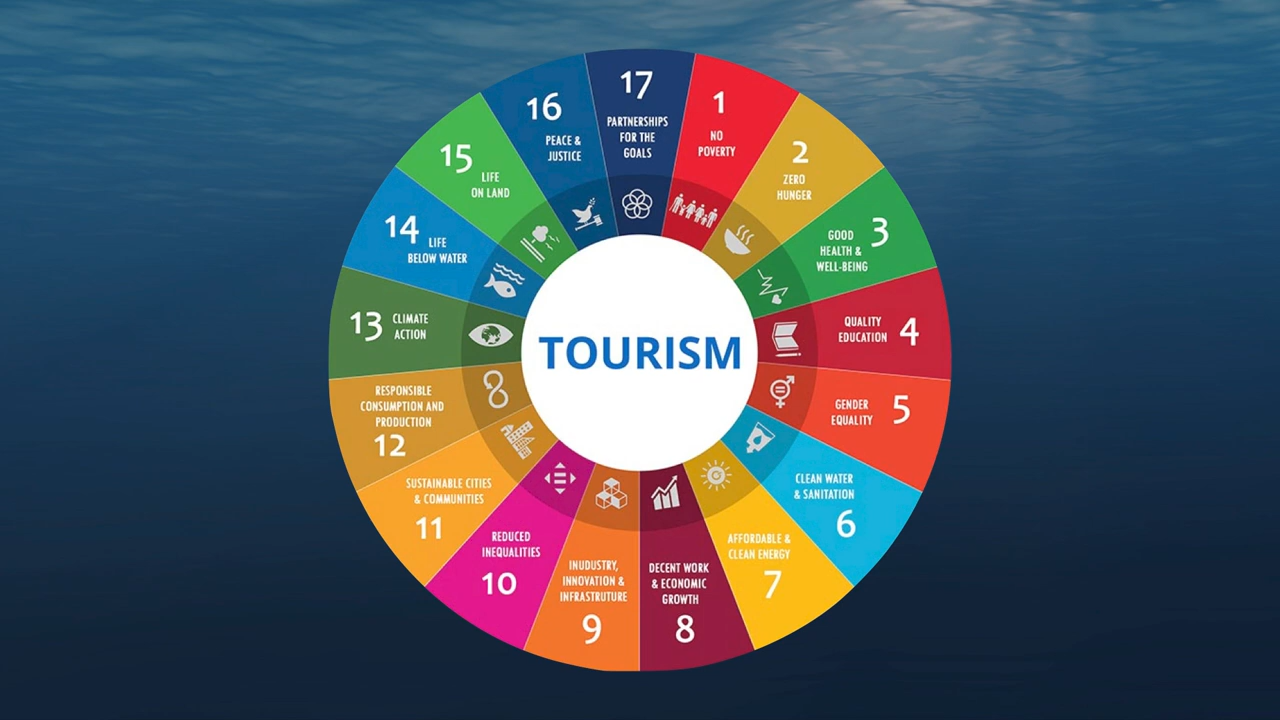 17
PARTNERSHIPS
FOR THE
GOALS
1
NO
POVERTY
2
ZERO
HUNGER
3
GOOD
HEALTH &
WELL-BEING
4
QUALITY
EDUCATION
5
GENDER
EQUALITY
CLEAN WATER
& SANITATION
6
AFFORDABLE &
CLEAN ENERGY
7
DECENT WORK
& ECONOMIC
GROWTH
8
INUDUSTRY,
INNOVATION &
INFRASTRUTURE
9
REDUCED
INEQUALITIES
10
SUSTAINABLE CITIES
& COMMUNITIES
11
RESPONSIBLE
CONSUMPTION AND
PRODUCTION
12
13
CLIMATE
ACTION
14
LIFE
BELOW WATER
15
LIFE
ON LAND
16
PEACE &
JUSTICE
TOURISM